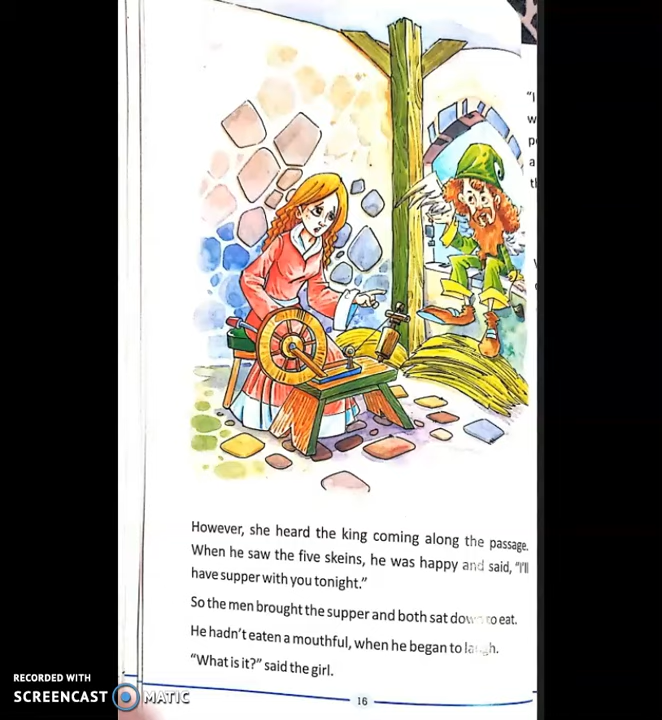 However, she heard the king coming along the passage.
When he saw the five skeins, he was happy and said, "I'll
have supper with you tonight."
So the men brought the supper and both sat down to eat.
He hadn't eaten a mouthful, when he began to laugh.
"What is it?" said the girl.
16
RECORDED WITH
SCREENCAST MATIC